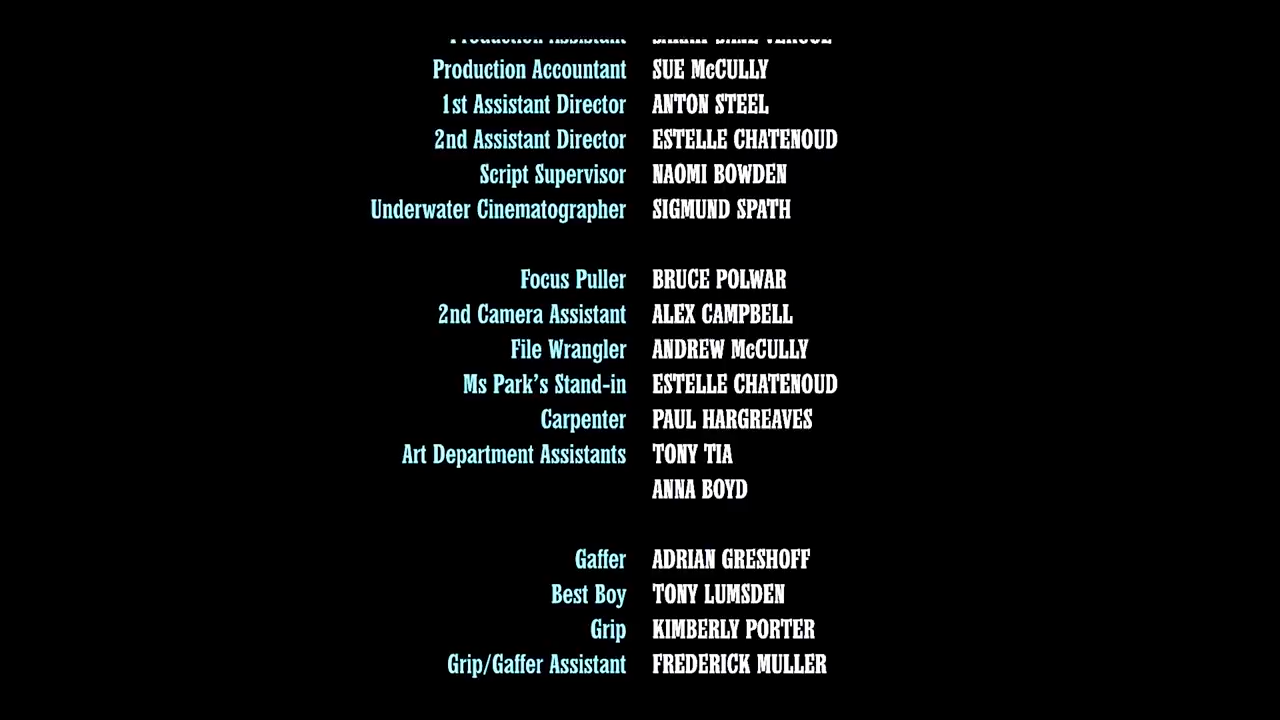 Production Assistant
Production Accountant SUE McCULLY
1st Assistant Director ANTON STEEL
2nd Assistant Director ESTELLE CHATENOUD
Script Supervisor NAOMI BOWDEN
Underwater Cinematographer SIGMUND SPATH
Focus Puller BRUCE POLWAR
2nd Camera Assistant ALEX CAMPBELL
File Wrangler ANDREW McCULLY
Ms Park's Stand-in ESTELLE CHATENOUD
Carpenter PAUL HARGREAVES
Art Department Assistants TONY TIA
ANNA BOYD
Gaffer ADRIAN GRESHOFF
Best Boy TONY LUMSDEN
Grip KIMBERLY PORTER
Grip/Gaffer Assistant FREDERICK MULLER